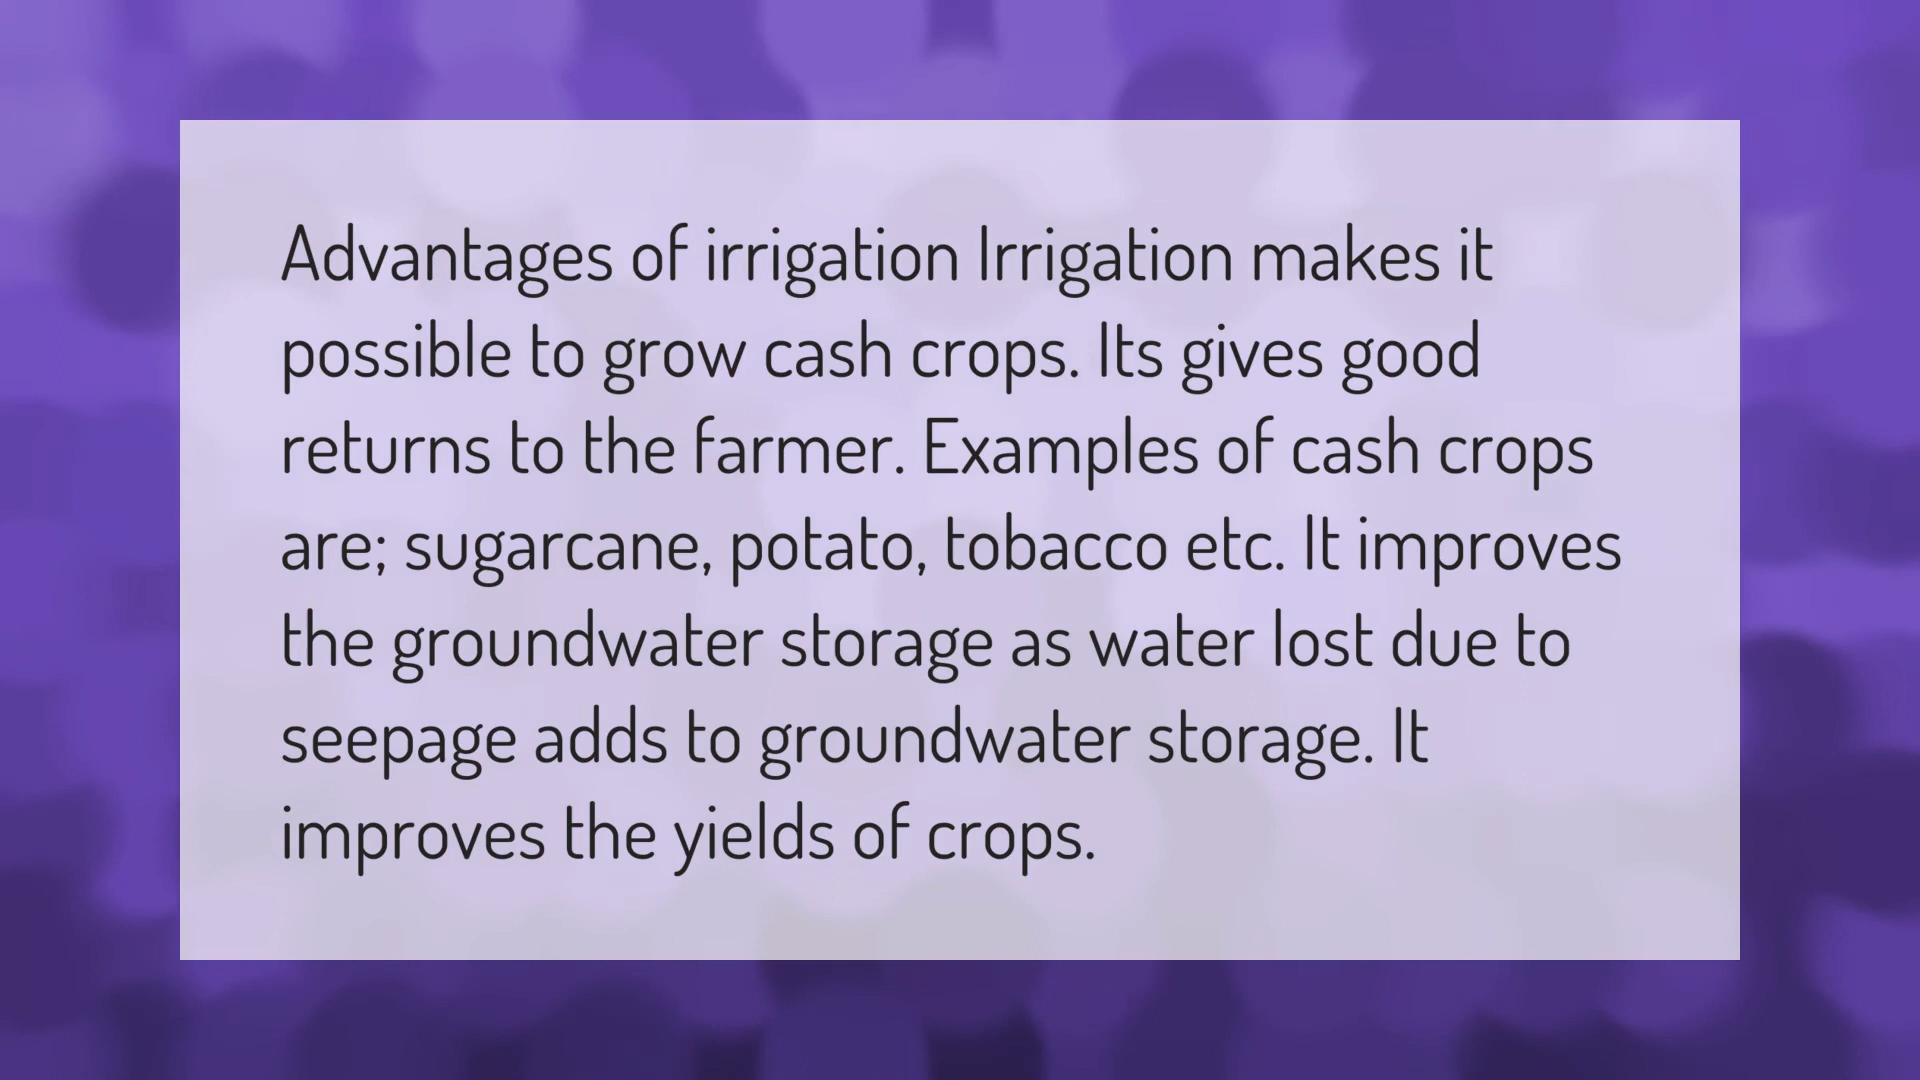 Advantages of irrigation Irrigation makes it
possible to grow cash crops. Its gives good
returns to the farmer. Examples of cash crops
are; sugarcane, potato, tobacco etc. It improves
the groundwater storage as water lost due to
seepage adds to groundwater storage. It
improves the yields of crops.